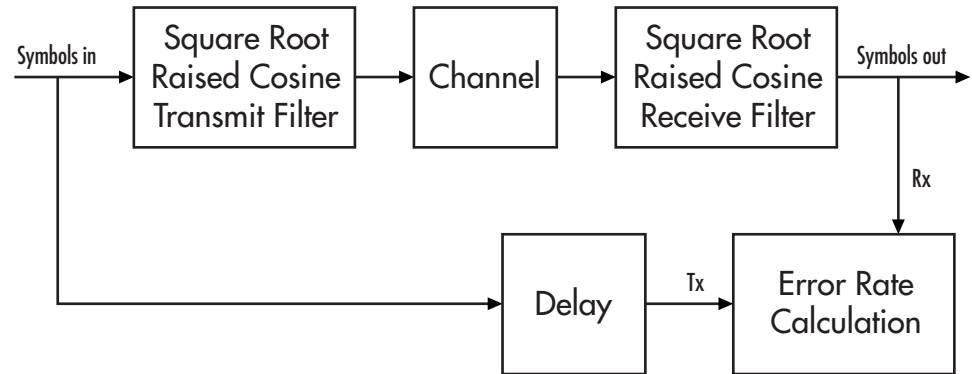 Symbols in
Square Root
Raised Cosine
Transmit Filter
Channel
Square Root
Raised Cosine
Receive Filter
Symbols out
Rx
Delay
Tx
Error Rate
Calculation